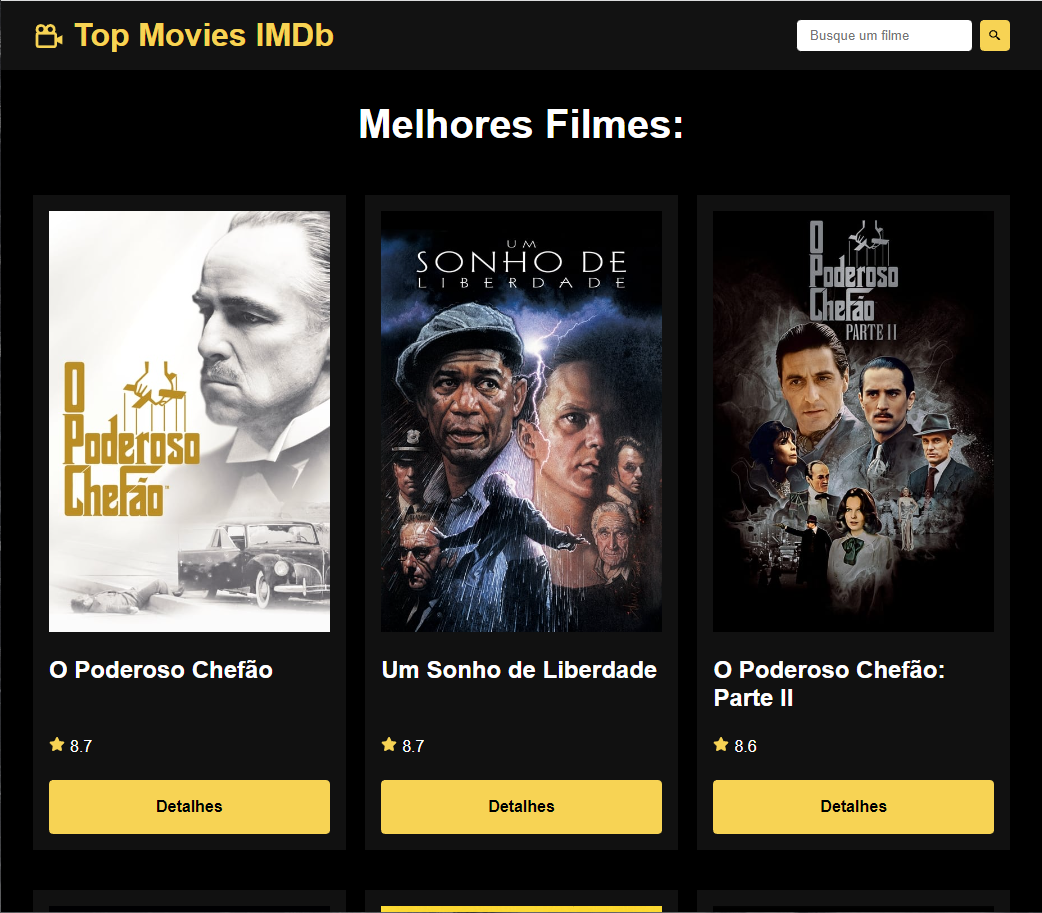 Top Movies IMDb
Busque um filme
Melhores Filmes:
O
Poderoso
Chefão
UM
SONHO DE
LIBERDADE
O
Poderoso
Chefão
PARTE II
O Poderoso Chefão
Um Sonho de Liberdade
O Poderoso Chefão:
Parte II
8.7
8.7
8.6
Detalhes
Detalhes
Detalhes